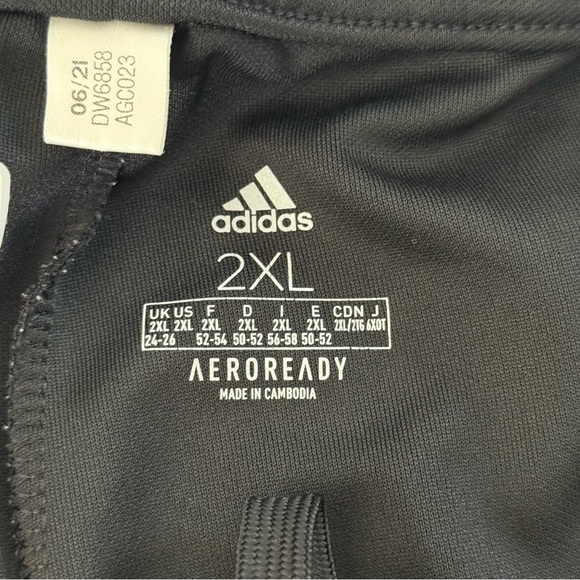 06/21
DW6858
AGC023
adidas
2XL
UK US F D I E CDN J
2XL 2XL 2XL 2XL 2XL 2XL 2XL/2TG 6XOT
24-26 52-54 50-52 56-58 50-52
AEROREADY
MADE IN CAMBODIA